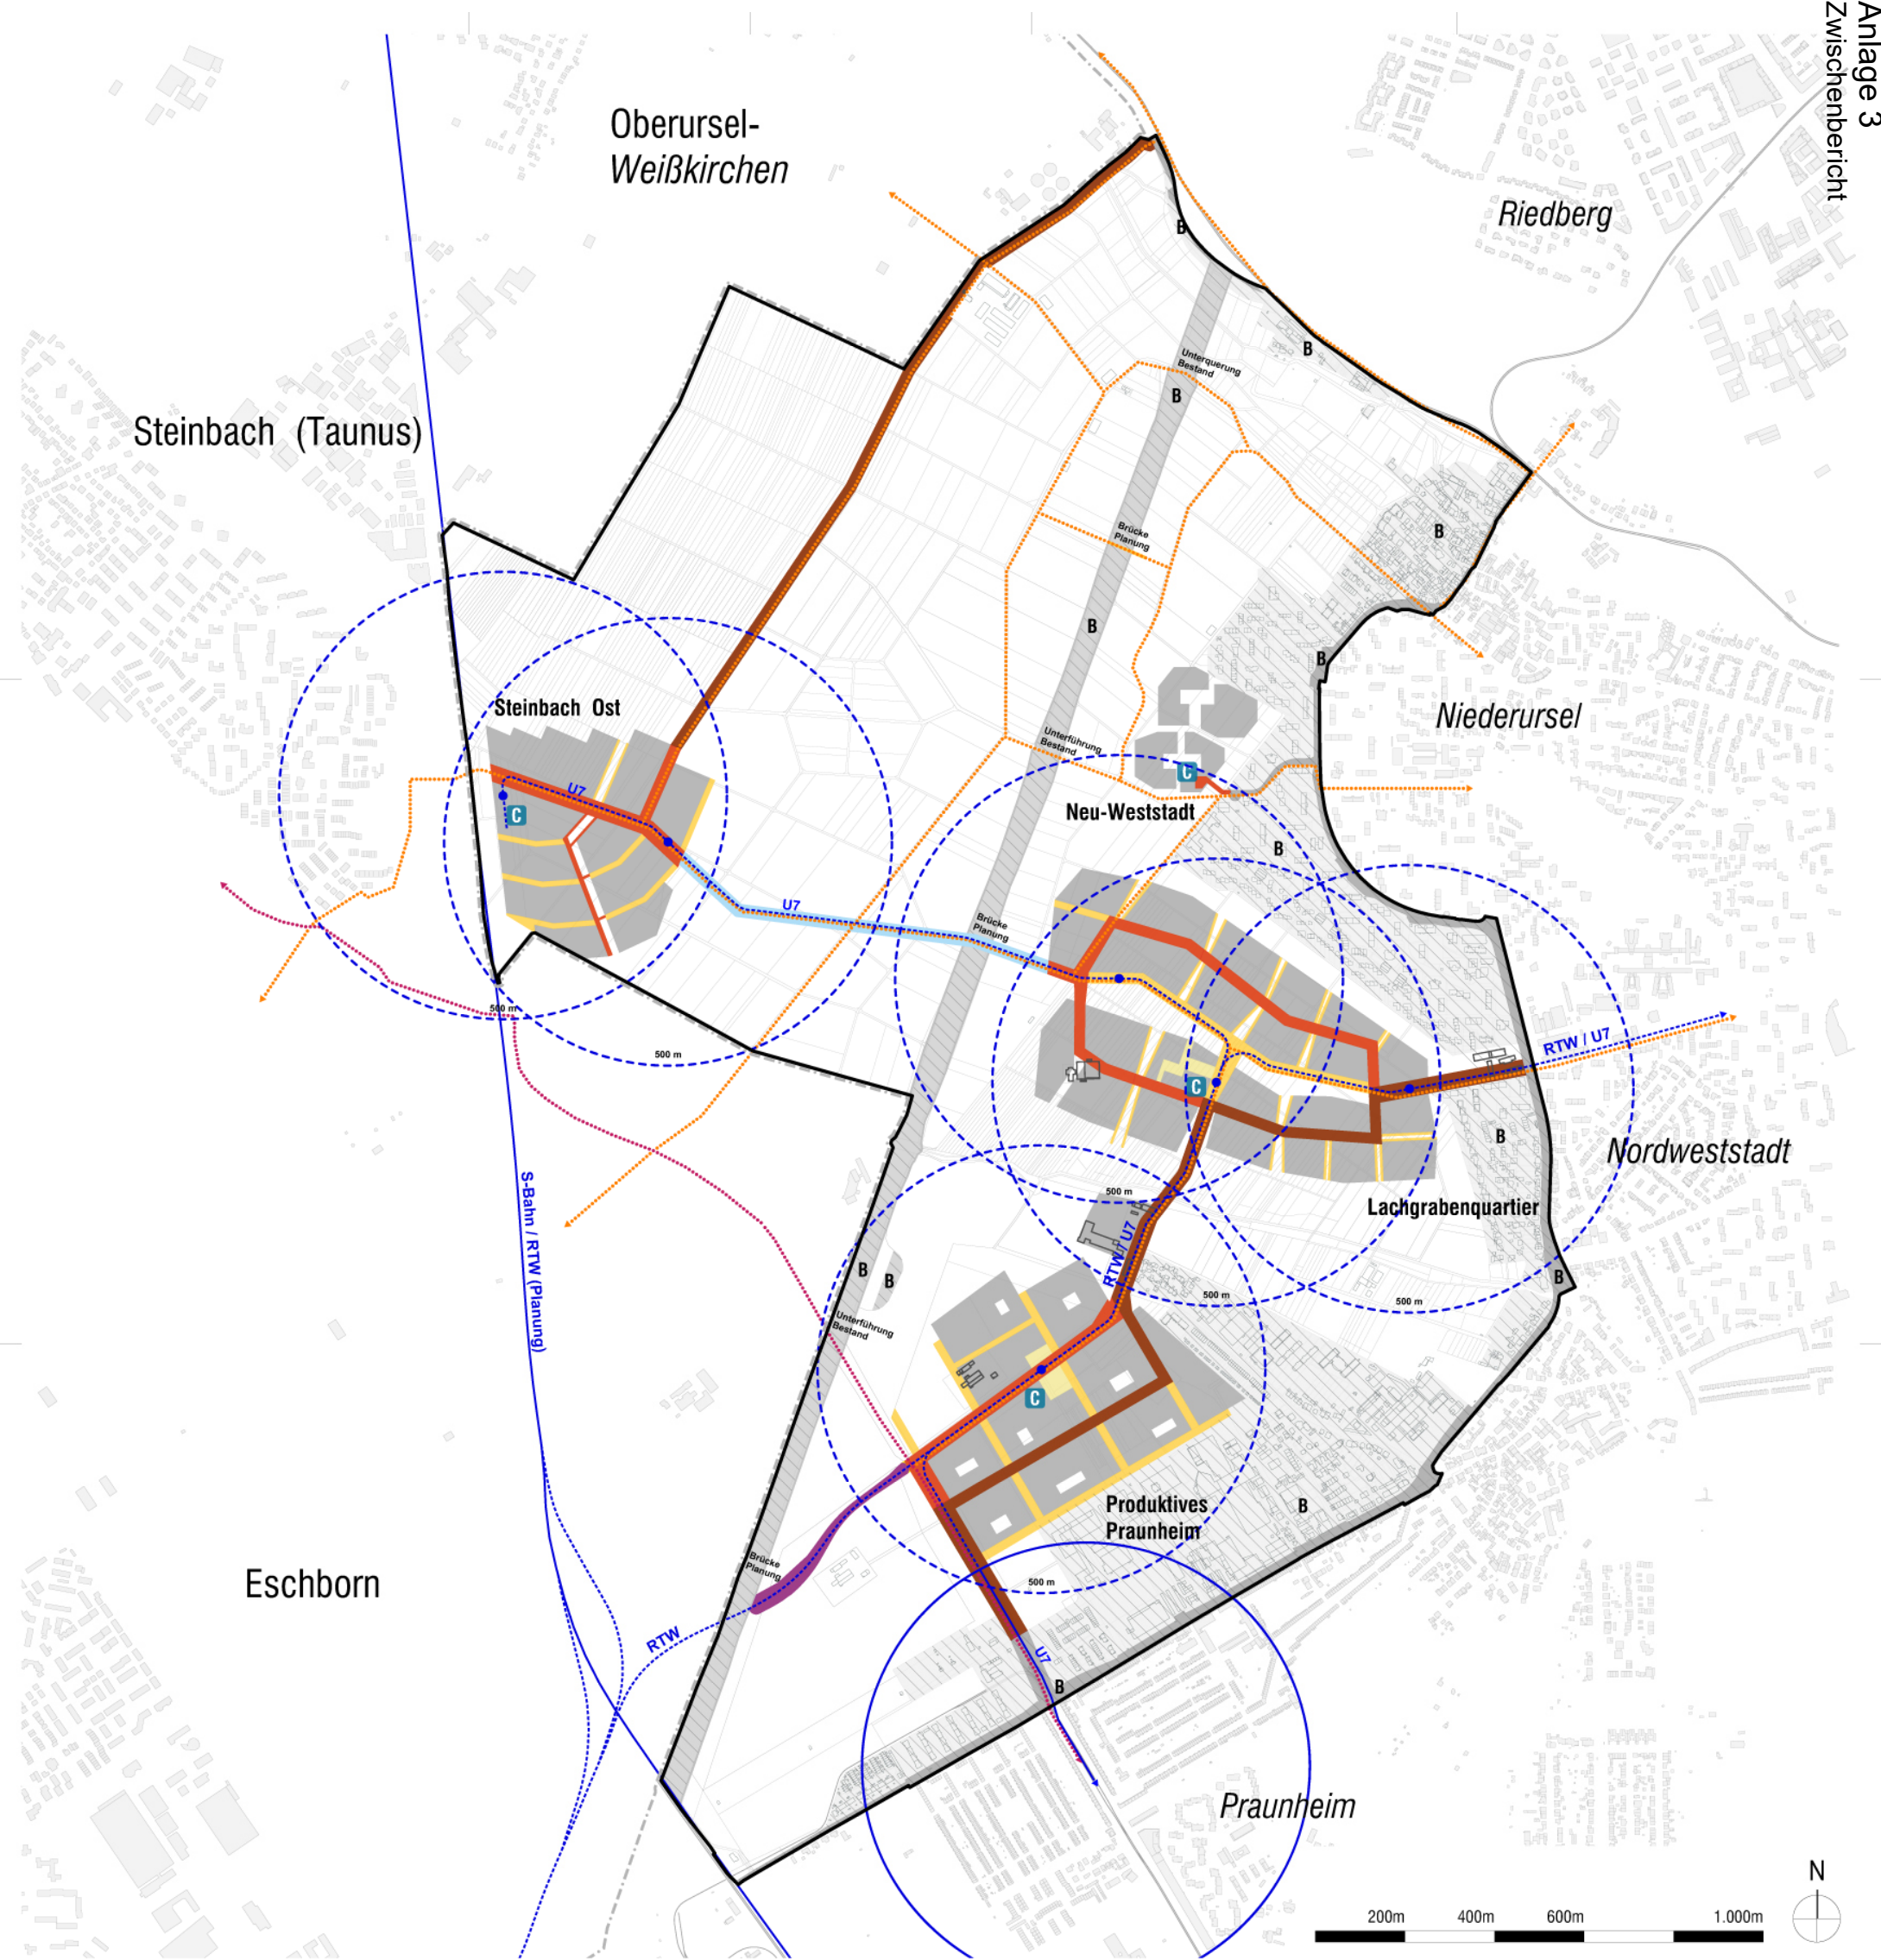 Anlage 3
Zwischenbericht
Oberursel-
Weißkirchen
Riedberg
B
Unterquerung
Bestand
B
B
Steinbach (Taunus)
Brücke
Planung
B
B
B
Steinbach Ost
Niederursel
Unterführung
Bestand
C
U7
C
Neu-Weststadt
B
U7
Brücke
Planung
500 m
500 m
RTW / U7
C
B
Nordweststadt
S-Bahn / RTW (Planung)
500 m
Lachgrabenquartier
RTW / U7
B
B
B
500 m
500 m
Unterführung
Bestand
C
Produktives
Praunheim
B
Brücke
Planung
Eschborn
500 m
RTW
U7
B
Praunheim
N
200m 400m 600m 1.000m